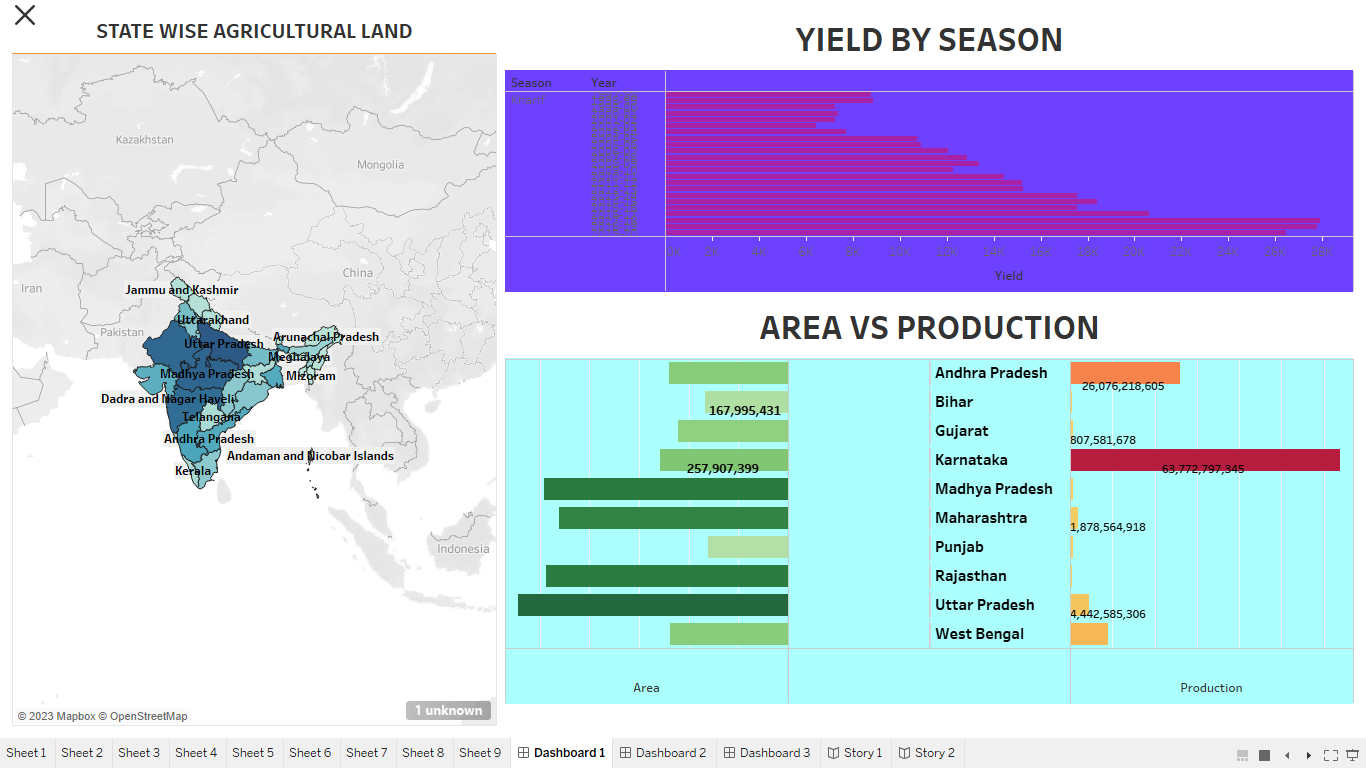 STATE WISE AGRICULTURAL LAND
Kazakhstan
Mongolia
China
Iran
Jammu and Kashmir
Uttarakhand
Pakistan
Arunachal Pradesh
Uttar Pradesh
Meghalaya
Madhya Pradesh
Mizoram
Dadra and Nagar Haveli
Telangana
Andhra Pradesh
Andaman and Nicobar Islands
Kerala
Indonesia
© 2023 Mapbox © OpenStreetMap
1 unknown
YIELD BY SEASON
Season Year
Yield
AREA VS PRODUCTION
Andhra Pradesh
26,076,218,605
Bihar
167,995,431
Gujarat
807,581,678
Karnataka
257,907,399
63,772,797,345
Madhya Pradesh
Maharashtra
1,878,564,918
Punjab
Rajasthan
Uttar Pradesh
4,442,585,306
West Bengal
Area
Production
Sheet 1 Sheet 2 Sheet 3 Sheet 4 Sheet 5 Sheet 6 Sheet 7 Sheet 8 Sheet 9 Dashboard 1 Dashboard 2 Dashboard 3 Story 1 Story 2